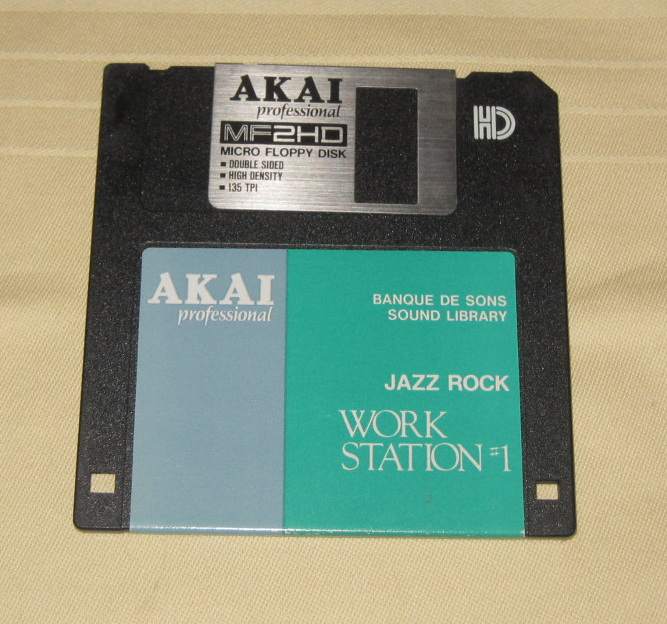 AKAI
professional
MF2HD
MICRO FLOPPY DISK
▪ DOUBLE SIDED
▪ HIGH DENSITY
▪ 135 TPI
HD
AKAI
professional
BANQUE DE SONS
SOUND LIBRARY
JAZZ ROCK
WORK
STATION #1